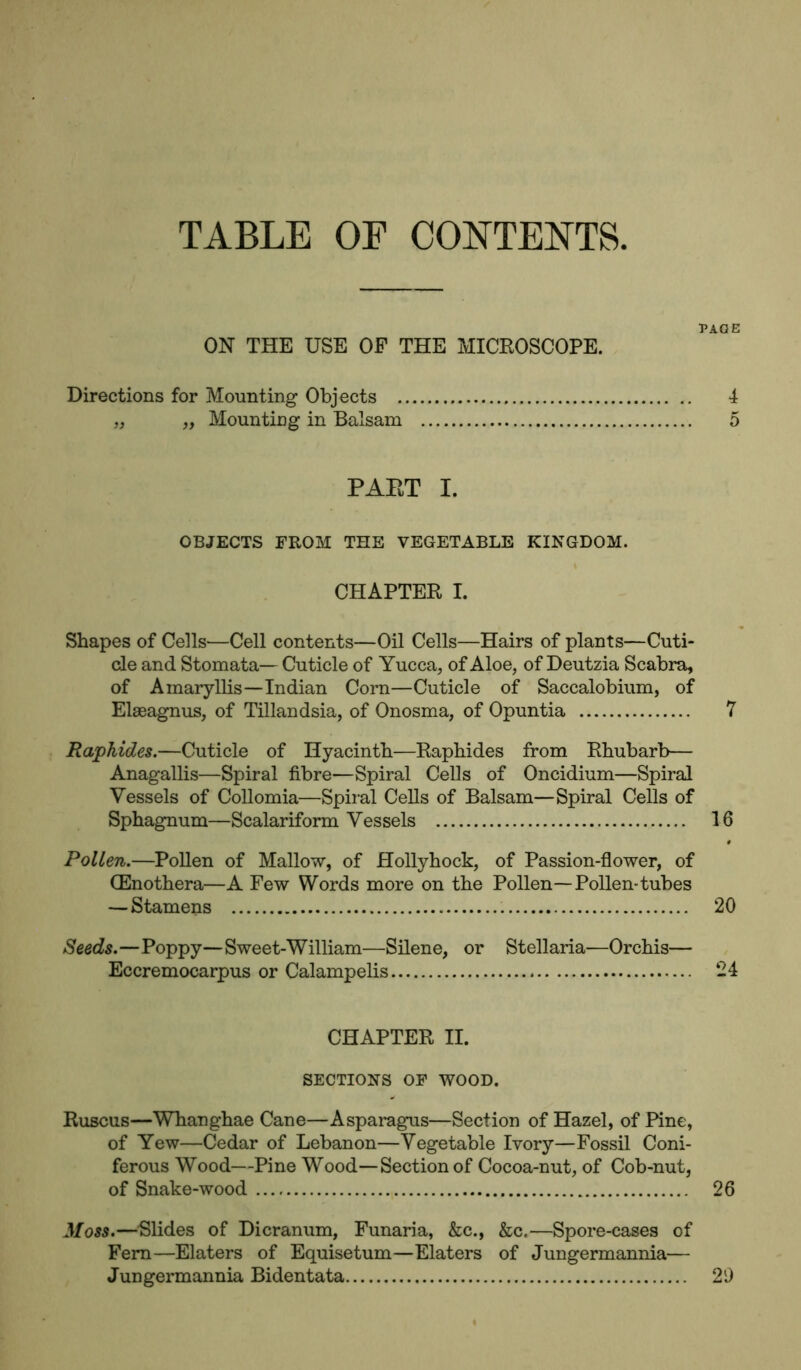 TABLE OF CONTENTS.
PAGE
ON THE USE OF THE MICROSCOPE.
Directions for Mounting Objects .......................................... .. 4
„ „ Mounting in Balsam .......................................... 5
PART I.
OBJECTS FROM THE VEGETABLE KINGDOM.
CHAPTER I.
Shapes of Cells—Cell contents—Oil Cells—Hairs of plants—Cuti-
cle and Stomata—Cuticle of Yucca, of Aloe, of Deutzia Scabra,
of Amaryllis—Indian Corn—Cuticle of Saccalobium, of
Elæagnus, of Tillandsia, of Onosma, of Opuntia ................ 7
Raphides.—Cuticle of Hyacinth—Raphides from Rhubarb—
Anagallis—Spiral fibre—Spiral Cells of Oncidium—Spiral
Vessels of Collomia—Spiral Cells of Balsam—Spiral Cells of
Sphagnum—Scalariform Vessels .......................................... 16
Pollen.—Pollen of Mallow, of Hollyhock, of Passion-flower, of
Œnothera—A Few Words more on the Pollen—Pollen-tubes
—Stamens .......................................... 20
Seeds.—Poppy—Sweet-William—Silene, or Stellaria—Orchis—
Eccremocarpus or Calampelis.......................................... 24
CHAPTER II.
SECTIONS OF WOOD.
Ruscus—Whanghae Cane—Asparagus—Section of Hazel, of Pine,
of Yew—Cedar of Lebanon—Vegetable Ivory—Fossil Coni-
ferous Wood—Pine Wood—Section of Cocoa-nut, of Cob-nut,
of Snake-wood .......................................... 26
Moss.—Slides of Dicranum, Funaria, &c., &c.—Spore-cases of
Fern—Elaters of Equisetum—Elaters of Jungermannia—
Jungermannia Bidentata.......................................... 29